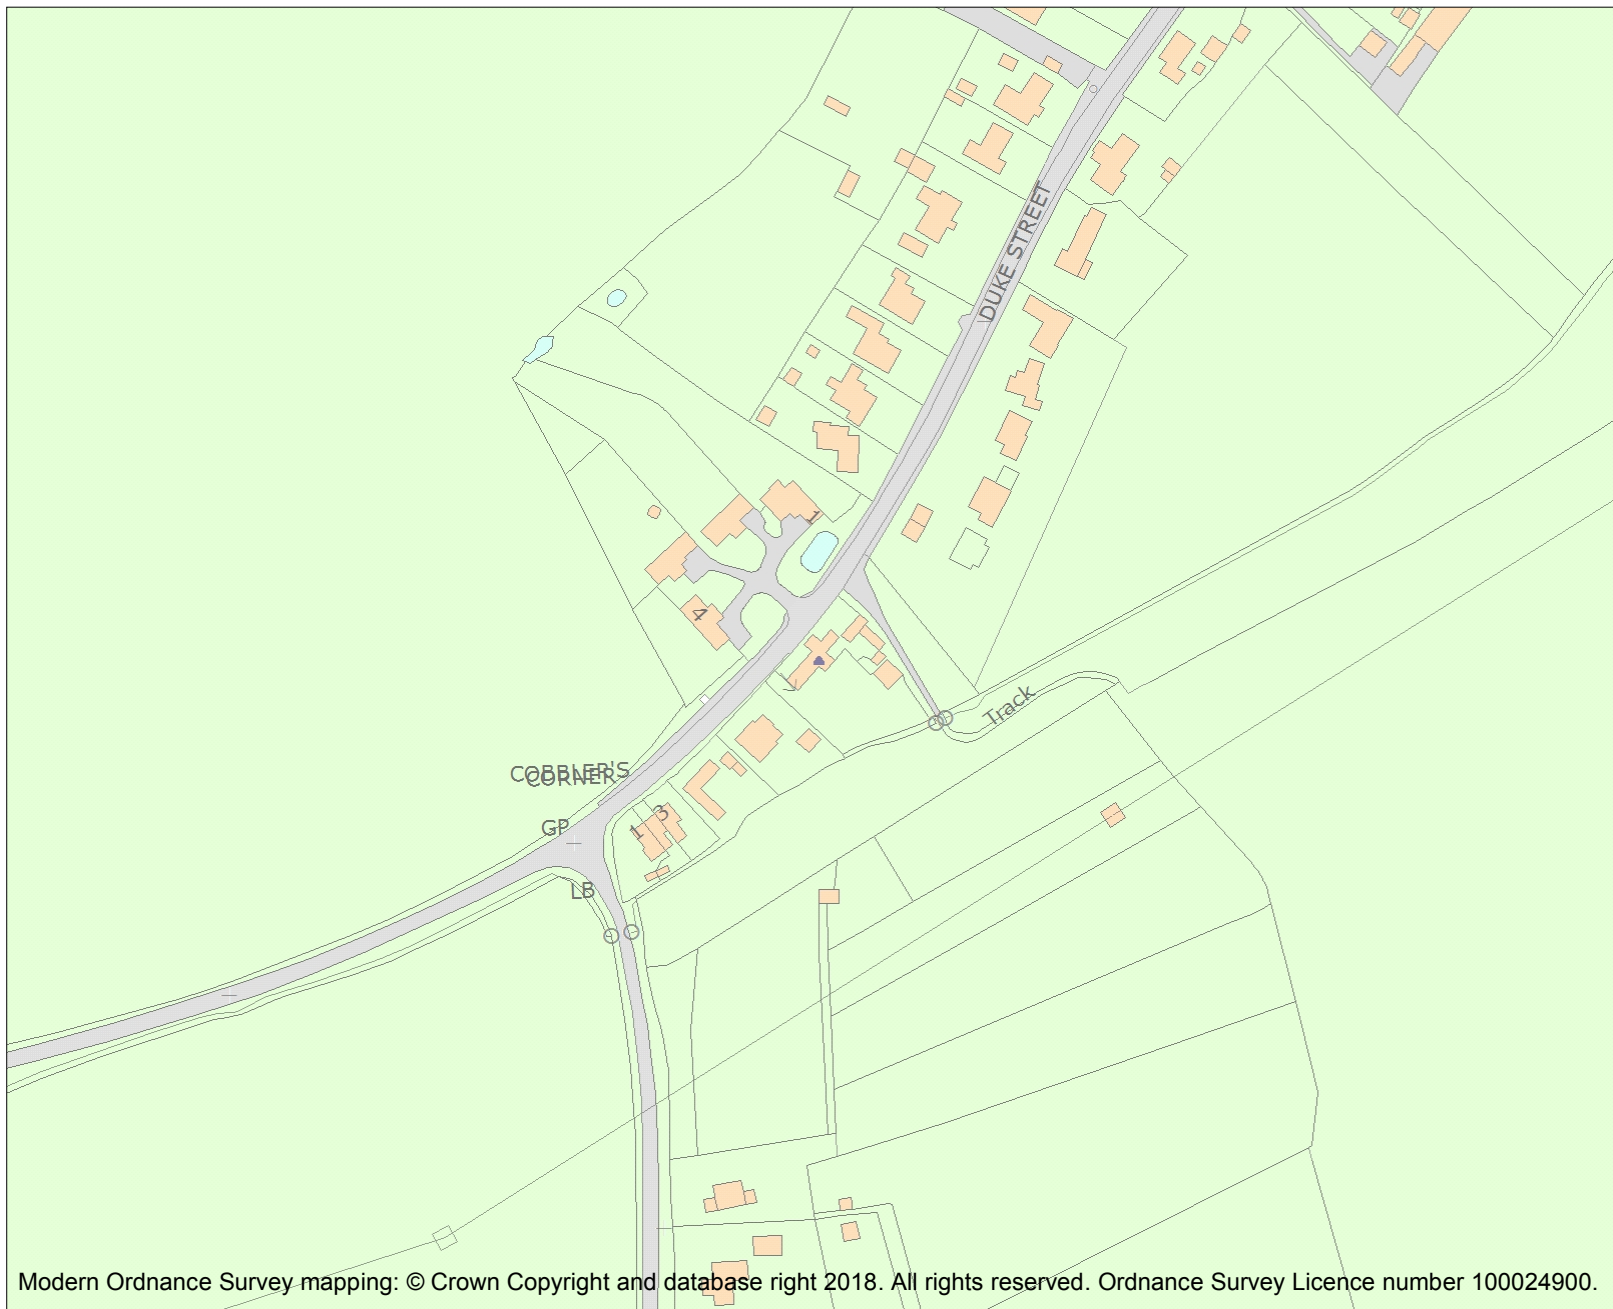 DUKE STREET
1
4
Track
COBBLER'S
CORNER
3
1
GP
LB
Modern Ordnance Survey mapping: © Crown Copyright and database right 2018. All rights reserved. Ordnance Survey Licence number 100024900.